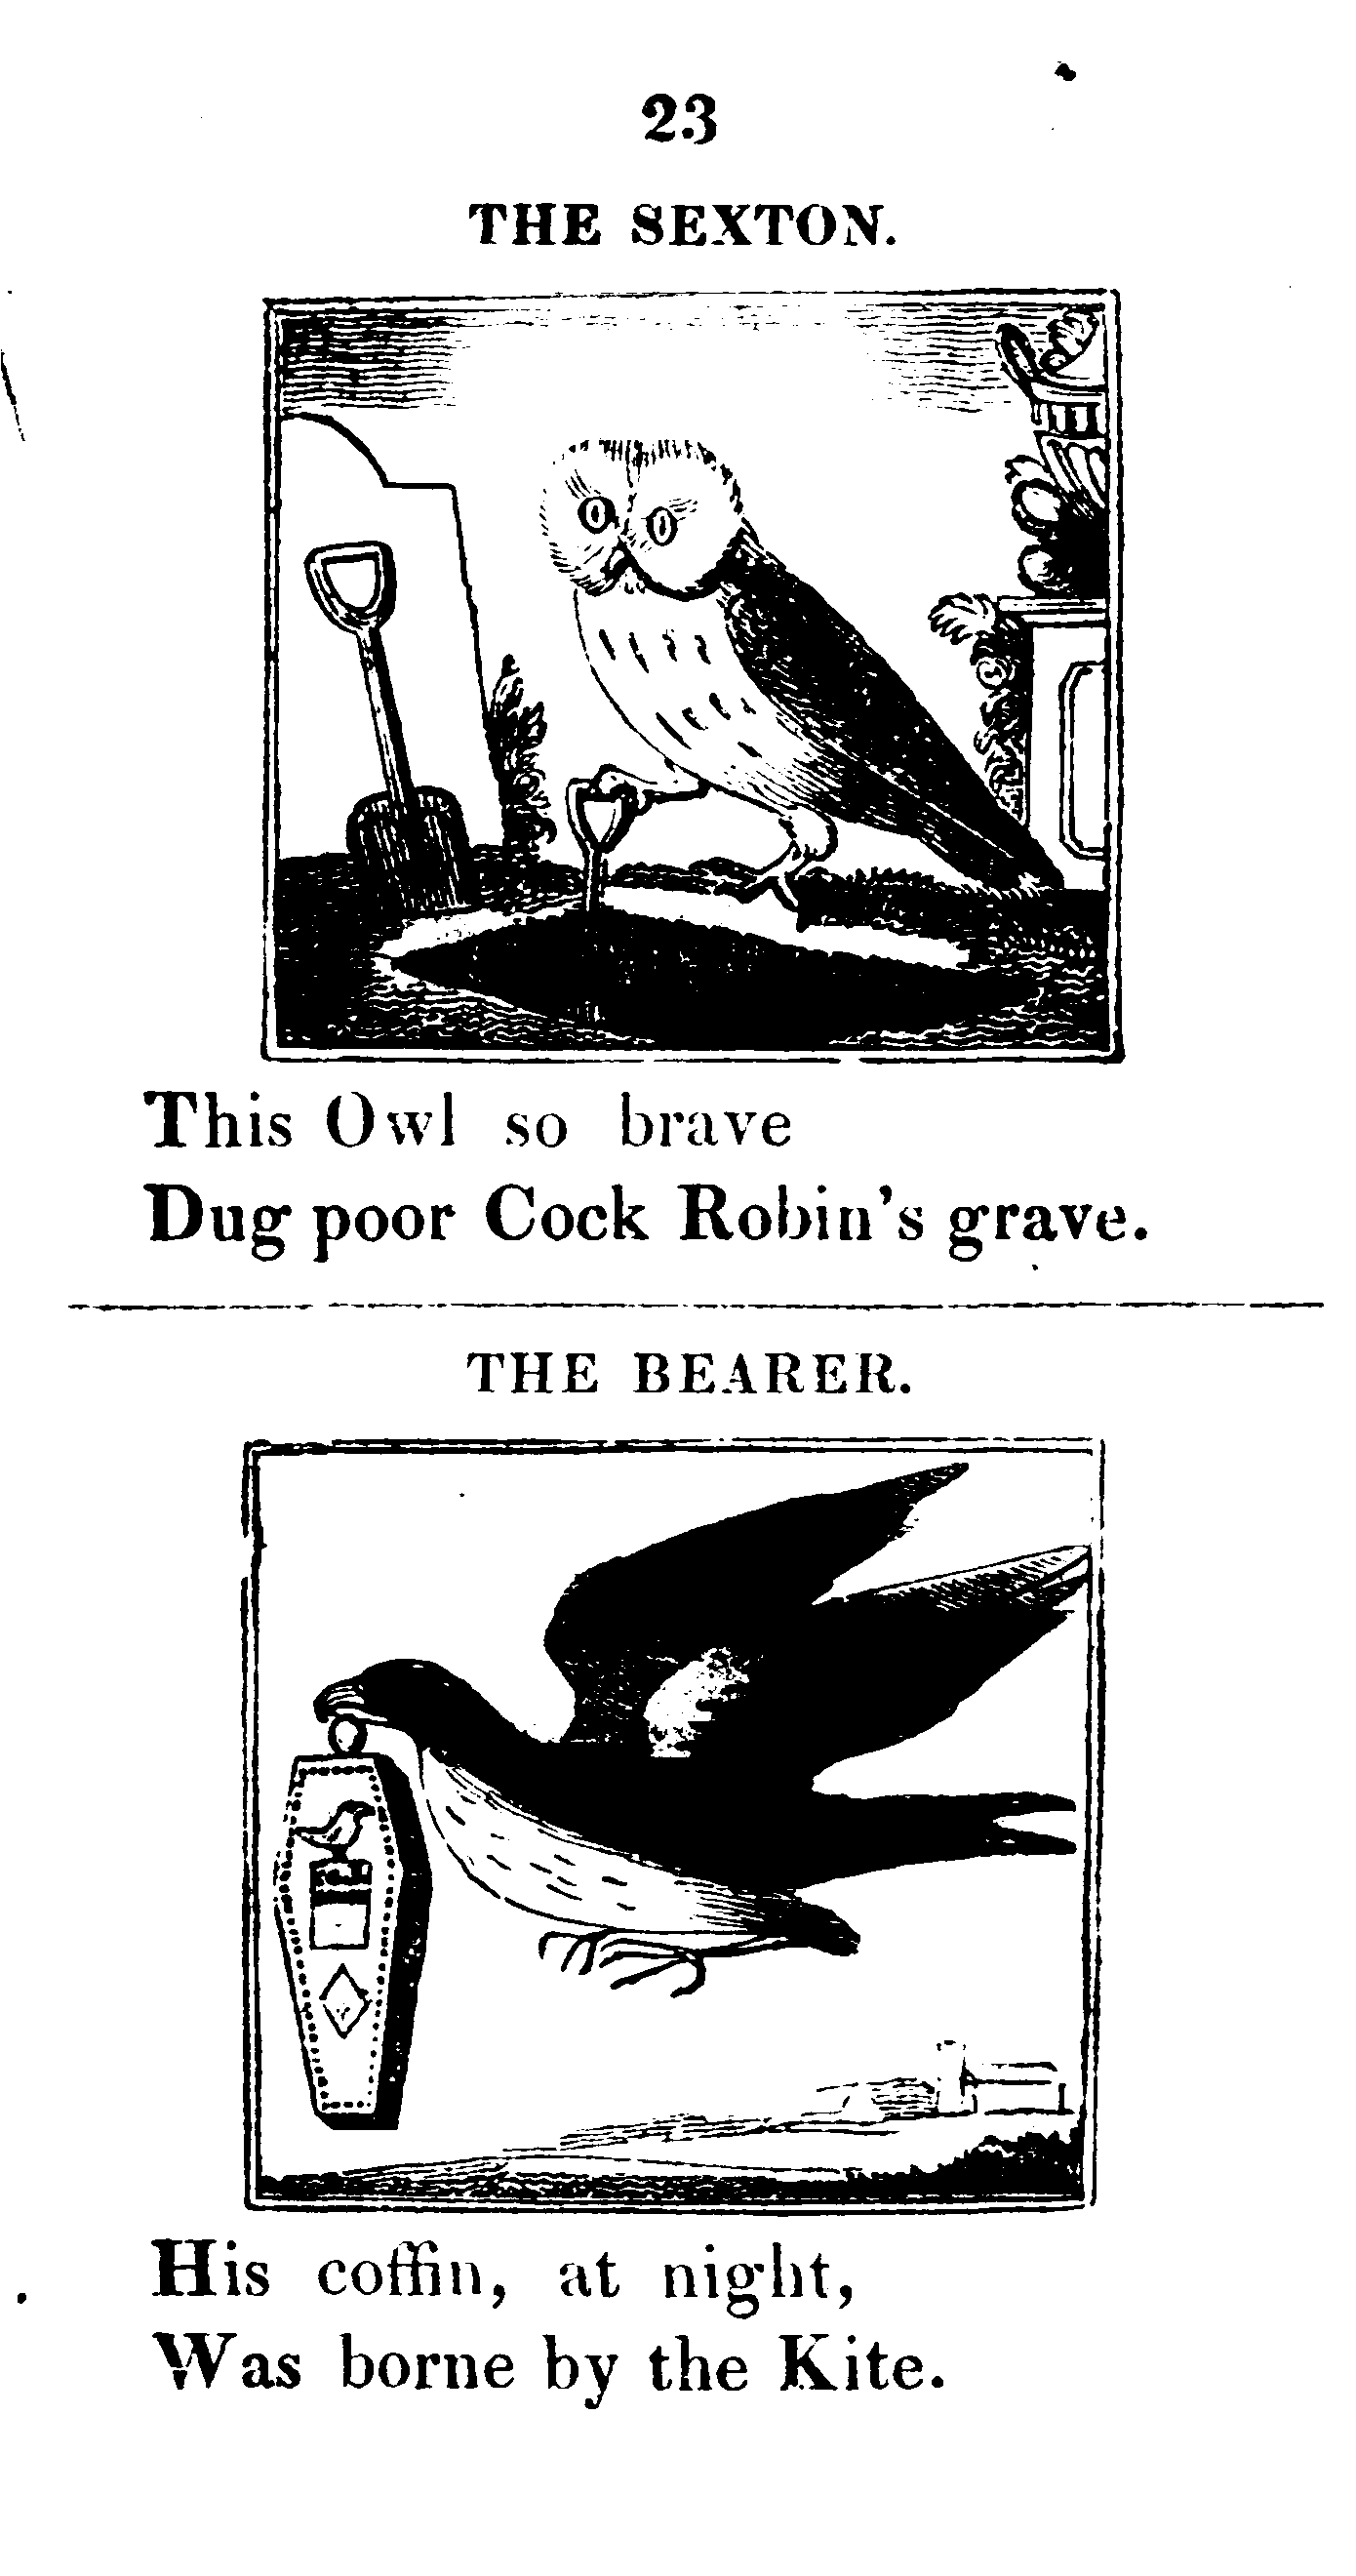 23
THE SEXTON.
This Owl so brave
Dug poor Cock Robin's grave.
THE BEARER.
His coffin, at night,
Was borne by the Kite.